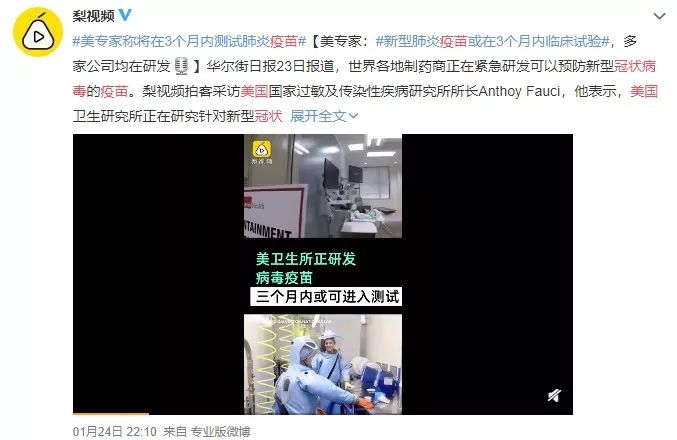 梨视频
#美专家称将在3个月内测试肺炎疫苗#【美专家：#新型肺炎疫苗或在3个月内临床试验#，多
家公司均在研发🎙】华尔街日报23日报道，世界各地制药商正在紧急研发可以预防新型冠状病
毒的疫苗。梨视频拍客采访美国国家过敏及传染性疾病研究所所长Anthoy Fauci，他表示，美国
卫生研究所正在研究针对新型冠状 展开全文
梨视频
TAINMENT
美卫生所正研发
病毒疫苗
三个月内或可进入测试
01月24日 22:10 来自 专业版微博